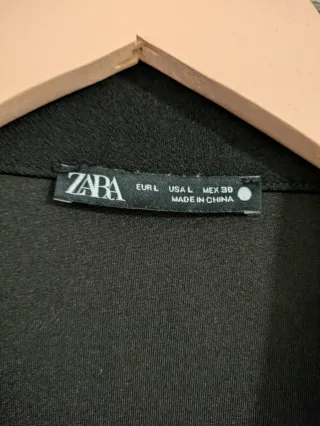 ZARA
EUR L USA L MEX 30
MADE IN CHINA